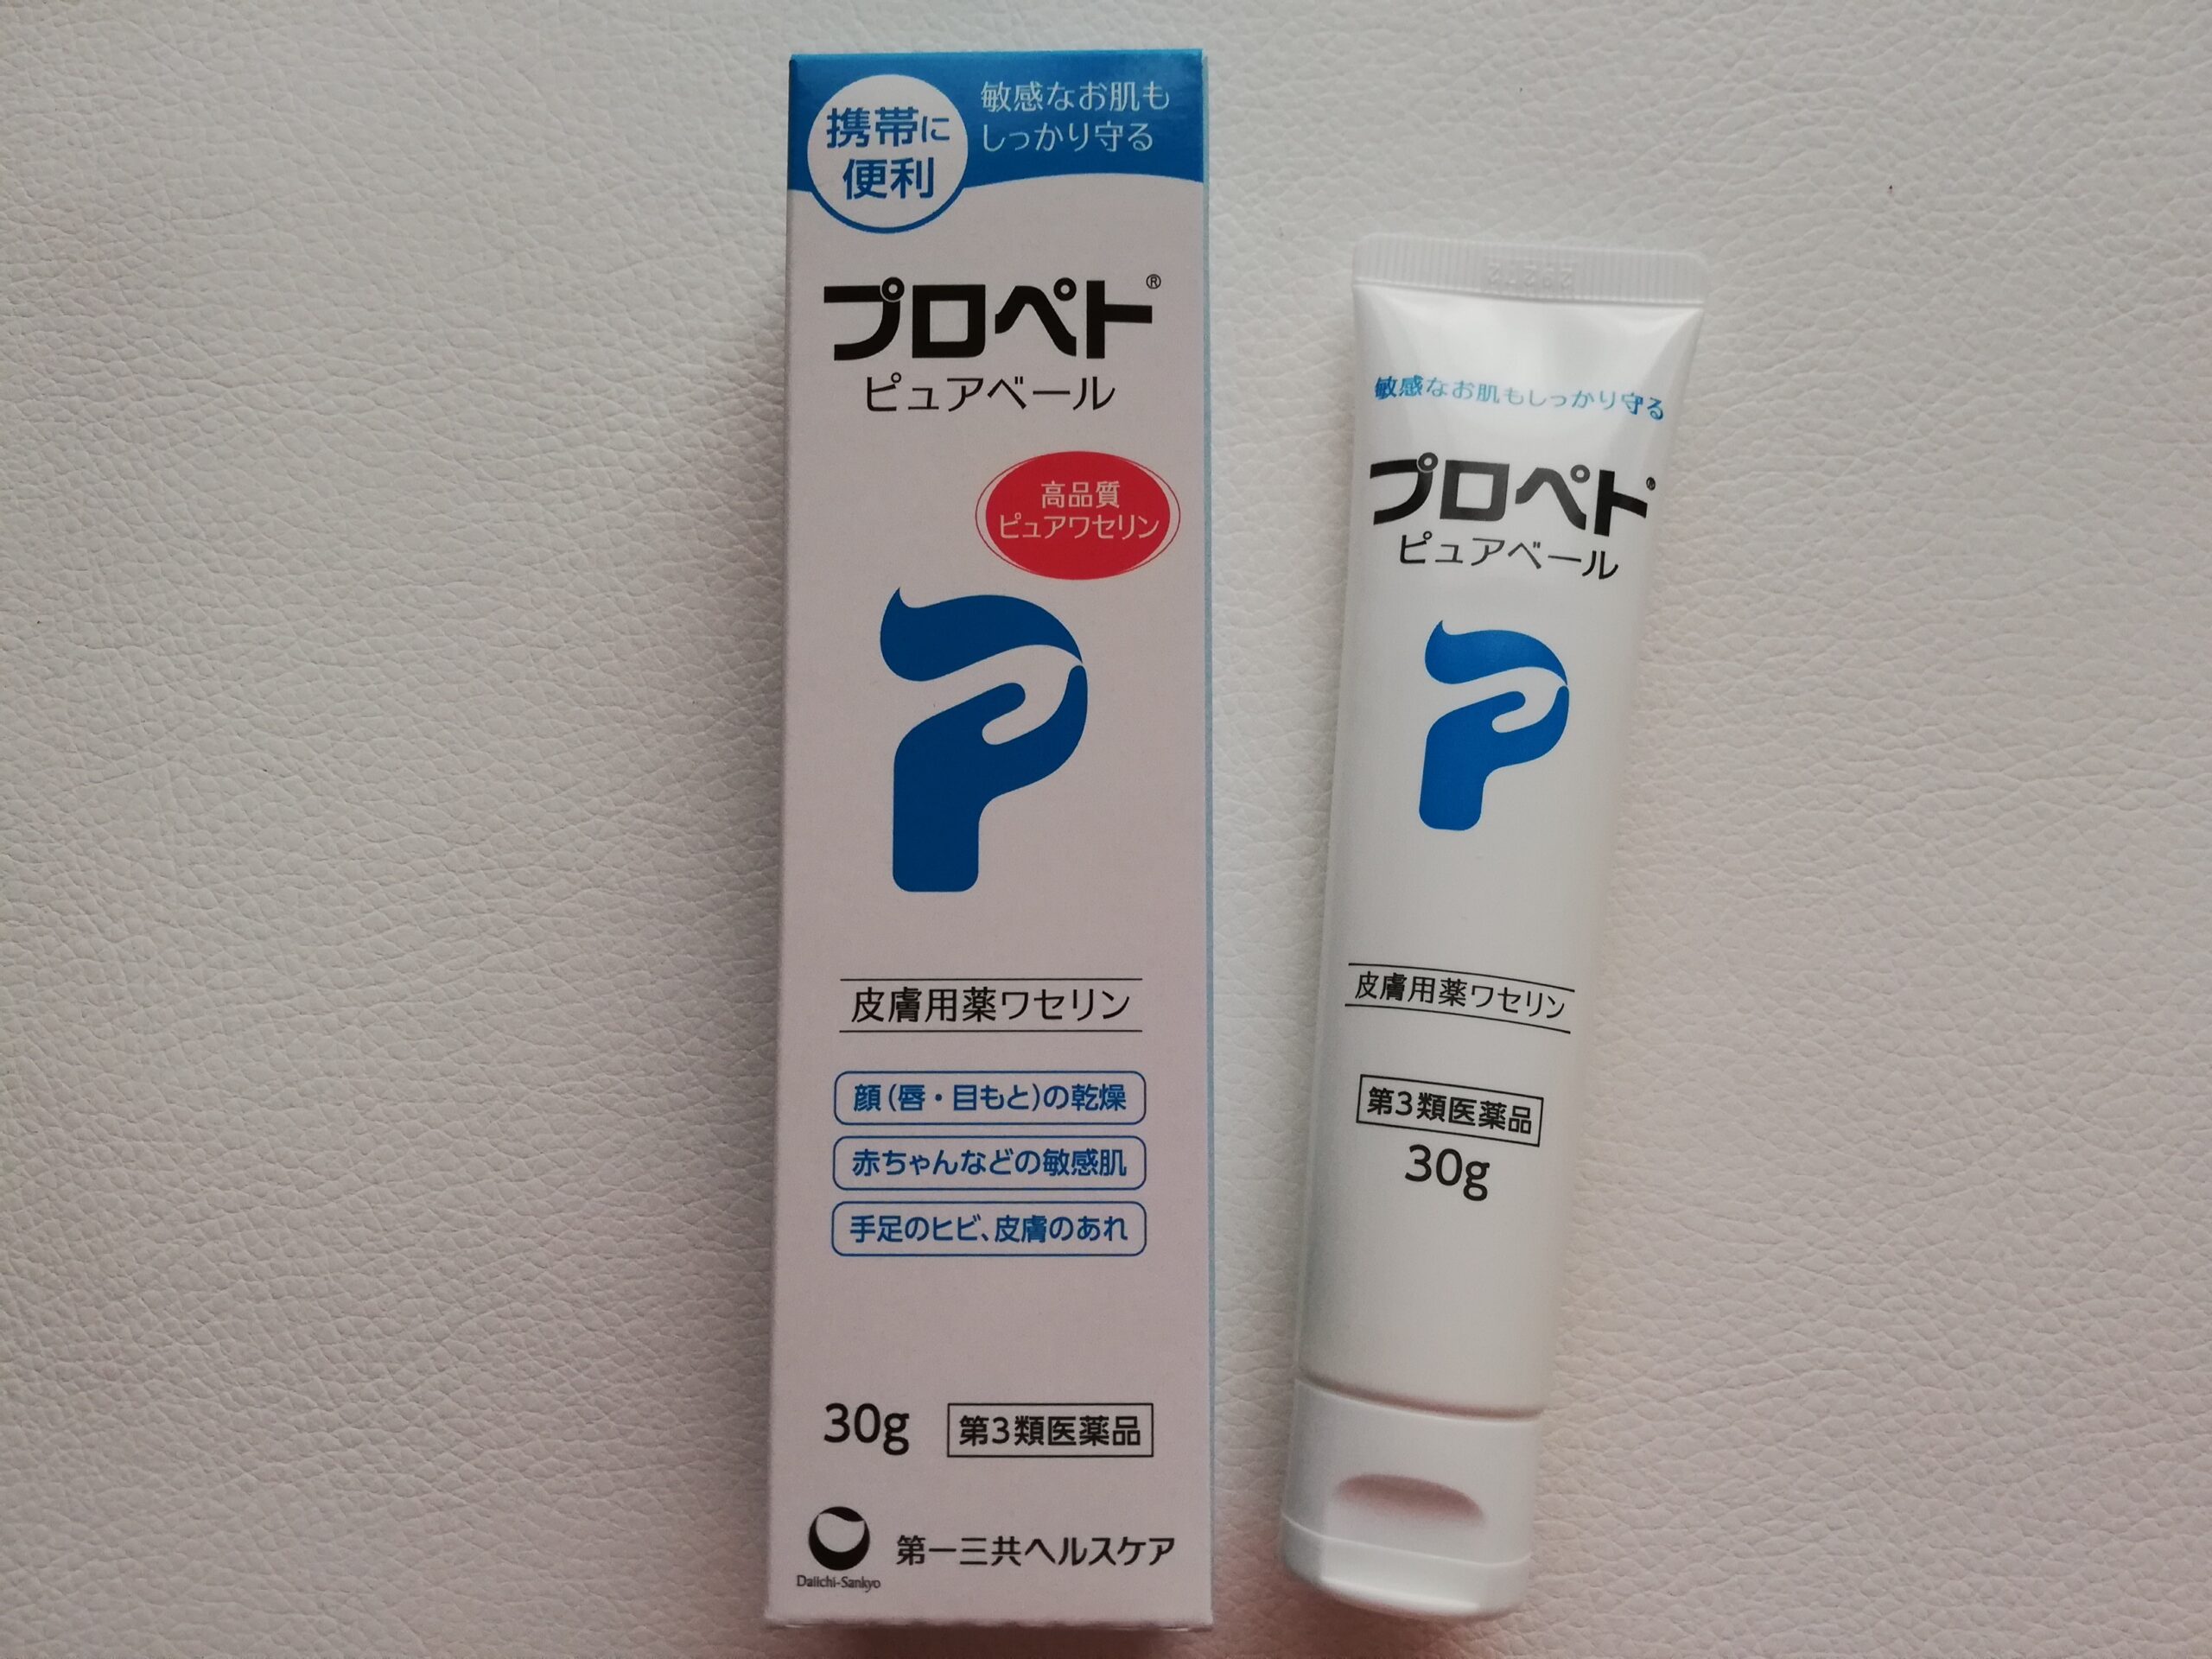 携帯に
便利
敏感なお肌も
しっかり守る
プロペト®
ピュアベール
高品質
ピュアワセリン
皮膚用薬ワセリン
顔(唇・目もと)の乾燥
赤ちゃんなどの敏感肌
手足のヒビ、皮膚のあれ
30g
第3類医薬品
Daiichi-Sankyo
第一三共ヘルスケア
敏感なお肌もしっかり守る
プロペト®
ピュアベール
皮膚用薬ワセリン
第3類医薬品
30g